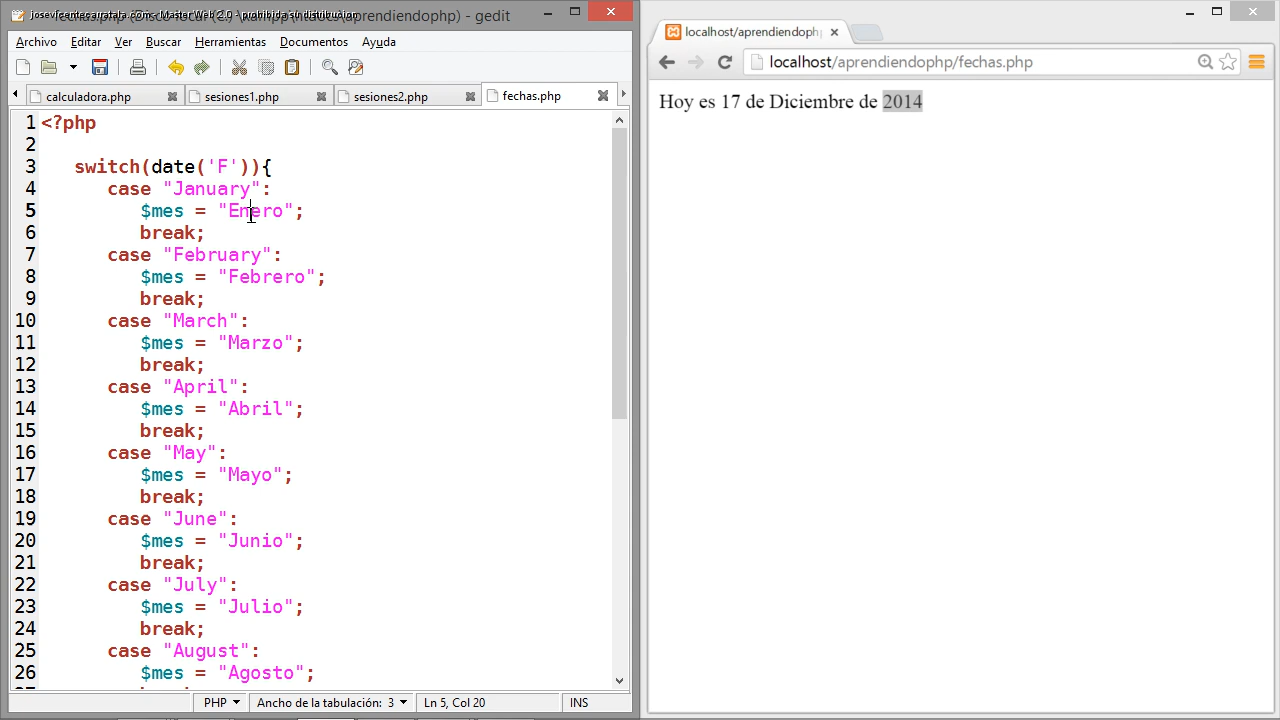 (aprendiendophp) - gedit
Archivo Editar Ver Buscar Herramientas Documentos Ayuda
calculadora.php sesiones1.php sesiones2.php fechas.php
1 <?php
2
3 switch(date('F')){
4 case "January":
5 $mes = "Enero";
6 break;
7 case "February":
8 $mes = "Febrero";
9 break;
10 case "March":
11 $mes = "Marzo";
12 break;
13 case "April":
14 $mes = "Abril";
15 break;
16 case "May":
17 $mes = "Mayo";
18 break;
19 case "June":
20 $mes = "Junio";
21 break;
22 case "July":
23 $mes = "Julio";
24 break;
25 case "August":
26 $mes = "Agosto";
PHP Ancho de la tabulación: 3 Ln 5, Col 20 INS
localhost/aprendiendoph
localhost/aprendiendophp/fechas.php
Hoy es 17 de Diciembre de 2014